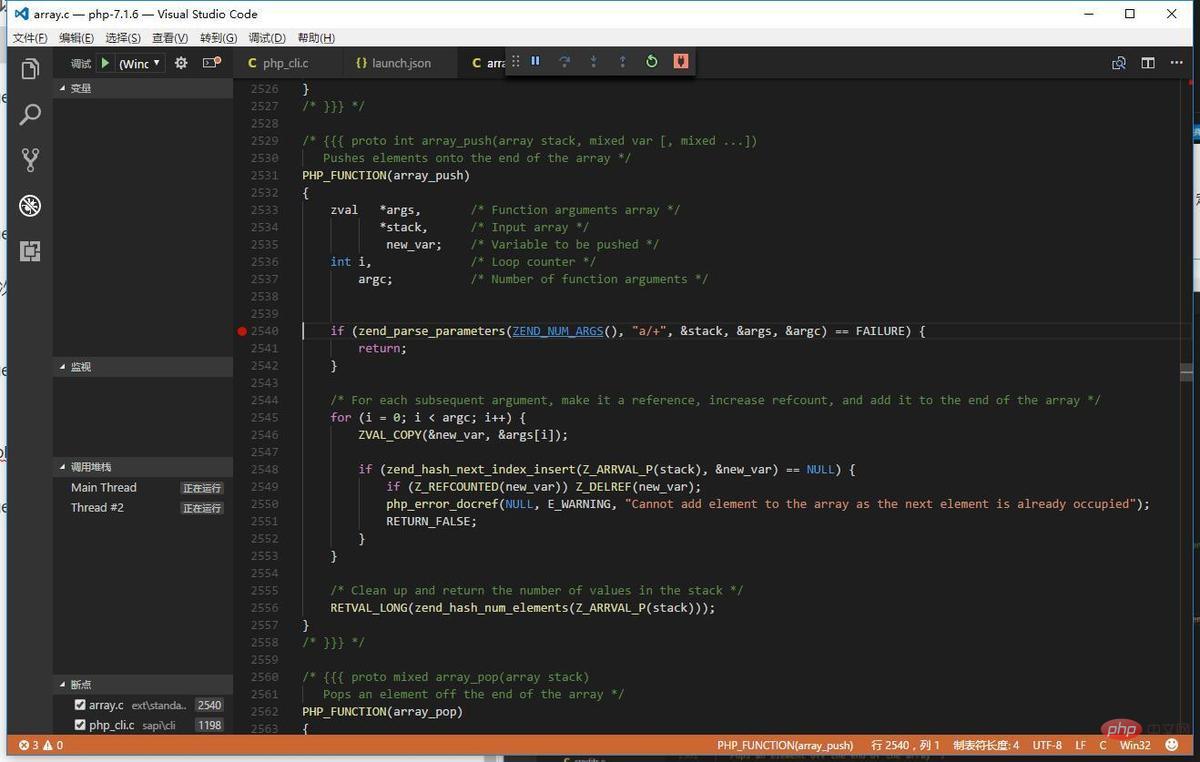 array.c — php-7.1.6 — Visual Studio Code
文件(F) 编辑(E) 选择(S) 查看(V) 转到(G) 调试(D) 帮助(H)
调试 (Winc
C php_cli.c {} launch.json C arr
变量
监视
调用堆栈
Main Thread 正在运行
Thread #2 正在运行
断点
array.c ext\standa.. 2540
php_cli.c sapi\cli 1198
2526 }
2527 /* }}} */
2528
2529 /* {{{ proto int array_push(array stack, mixed var [, mixed ...])
2530 Pushes elements onto the end of the array */
2531 PHP_FUNCTION(array_push)
2532 {
2533 zval *args, /* Function arguments array */
2534 *stack, /* Input array */
2535 new_var; /* Variable to be pushed */
2536 int i, /* Loop counter */
2537 argc; /* Number of function arguments */
2538
2539
2540 if (zend_parse_parameters(ZEND_NUM_ARGS(), "a/+", &stack, &args, &argc) == FAILURE) {
2541 return;
2542 }
2543
2544 /* For each subsequent argument, make it a reference, increase refcount, and add it to the end of the array */
2545 for (i = 0; i < argc; i++) {
2546 ZVAL_COPY(&new_var, &args[i]);
2547
2548 if (zend_hash_next_index_insert(Z_ARRVAL_P(stack), &new_var) == NULL) {
2549 if (Z_REFCOUNTED(new_var)) Z_DELREF(new_var);
2550 php_error_docref(NULL, E_WARNING, "Cannot add element to the array as the next element is already occupied");
2551 RETURN_FALSE;
2552 }
2553 }
2554
2555 /* Clean up and return the number of values in the stack */
2556 RETVAL_LONG(zend_hash_num_elements(Z_ARRVAL_P(stack)));
2557 }
2558 /* }}} */
2559
2560 /* {{{ proto mixed array_pop(array stack)
2561 Pops an element off the end of the array */
2562 PHP_FUNCTION(array_pop)
2563 {
3 0 PHP_FUNCTION(array_push) 行 2540，列 1 制表符长度: 4 UTF-8 LF C Win32
php